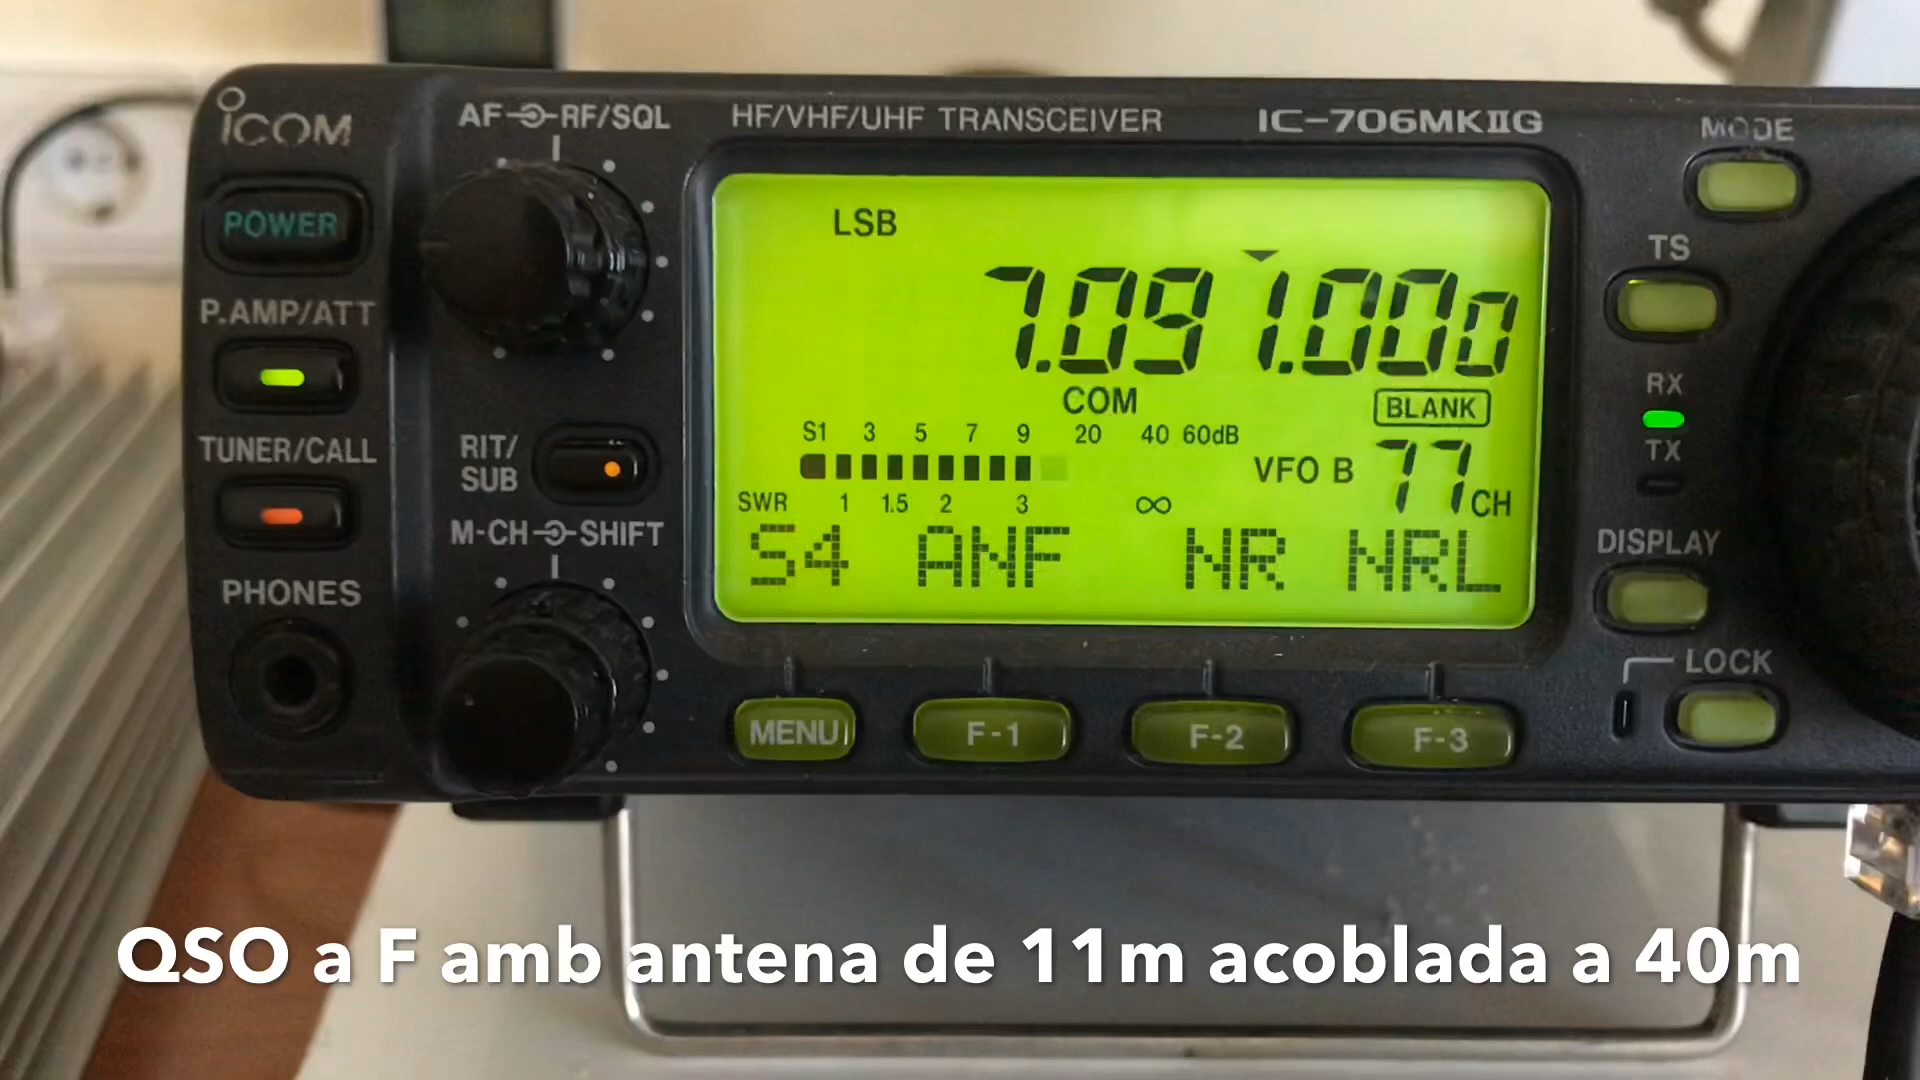 ICOM
AF RF/SQL
HF/VHF/UHF TRANSCEIVER
IC-706MKIIG
MODE
POWER
LSB
TS
P.AMP/ATT
7.091.000
RX
COM
BLANK
S1 3 5 7 9 20 40 60dB
TUNER/CALL
RIT/
SUB
VFO B 77CH
TX
SWR 1 1.5 2 3 ∞
M-CH SHIFT
S4 ANF NR NRL
DISPLAY
PHONES
LOCK
MENU F-1 F-2 F-3
QSO a F amb antena de 11m acoblada a 40m